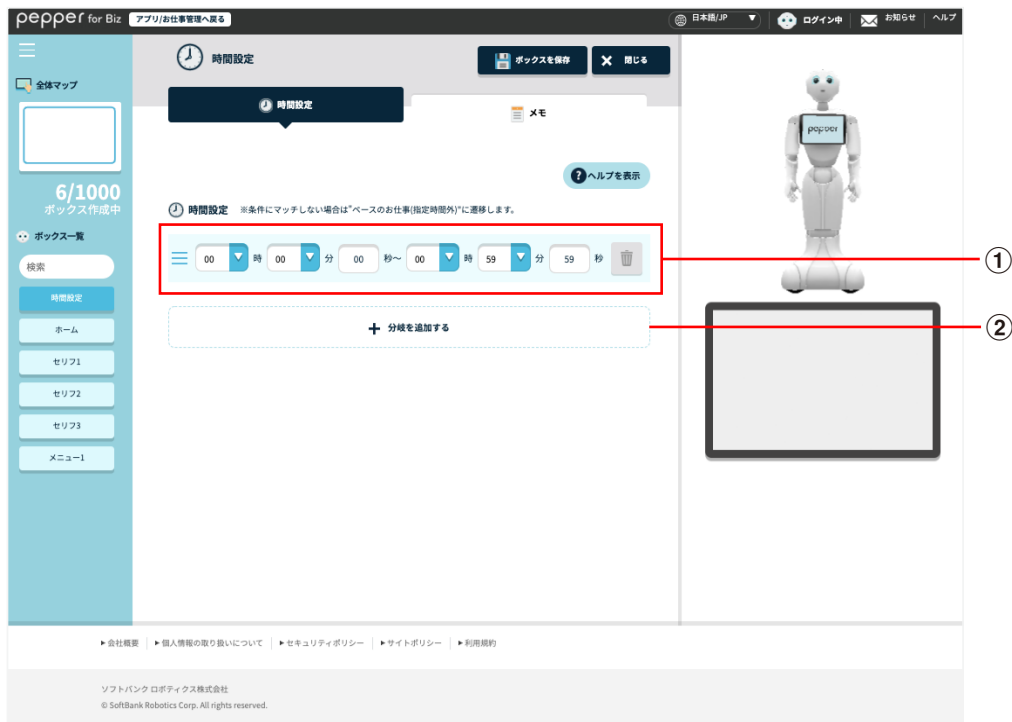 pepper for Biz アプリ/お仕事管理へ戻る 日本語/JP ▼ ログイン中 お知らせ ヘルプ
時間設定 ボックスを保存 × 閉じる
全体マップ
時間設定 メモ
pepper
? ヘルプを表示
6/1000
ボックス作成中
時間設定 ※条件にマッチしない場合は"ベースのお仕事(指定時間外)"に遷移します。
ボックス一覧
00 ▼ 時 00 ▼ 分 00 秒〜 00 ▼ 時 59 ▼ 分 59 秒 ①
検索
時間設定
ホーム
+ 分岐を追加する ②
セリフ1
セリフ2
セリフ3
メニュー1
▶会社概要 ▶個人情報の取り扱いについて ▶セキュリティポリシー ▶サイトポリシー ▶利用規約
ソフトバンク ロボティクス株式会社
© SoftBank Robotics Corp. All rights reserved.